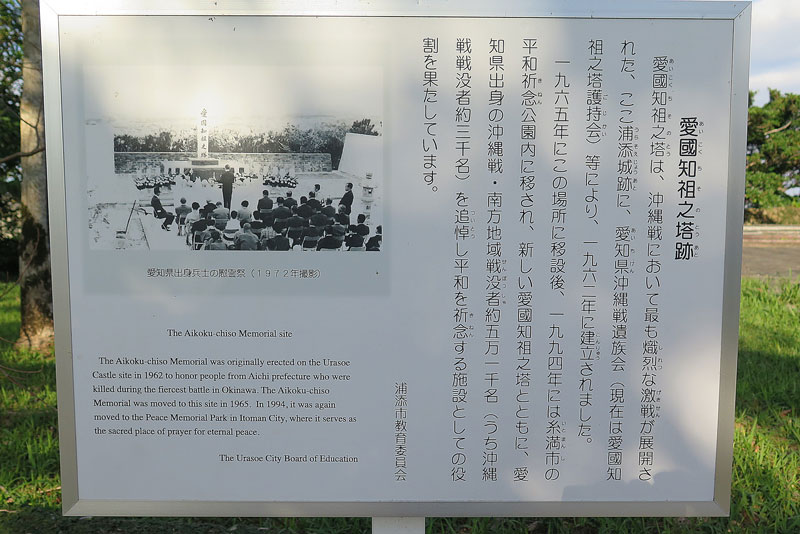 愛國知祖之塔跡
愛國知祖之塔は、沖縄戦において最も熾烈な激戦が展開さ
れた、ここ浦添城跡に、愛知県沖縄戦遺族会（現在は愛國知
祖之塔護持会）等により、一九六二年に建立されました。
一九六五年にこの場所に移設後、一九九四年には糸満市の
平和祈念公園内に移され、新しい愛國知祖之塔とともに、愛
知県出身の沖縄戦・南方地域戦没者約五万一千名（うち沖縄
戦戦没者約三千名）を追悼し平和を祈念する施設としての役
割を果たしています。
浦添市教育委員会
愛國知祖之塔
愛知県出身兵士の慰霊祭（1972年撮影）
The Aikoku-chiso Memorial site
The Aikoku-chiso Memorial was originally erected on the Urasoe
Castle site in 1962 to honor people from Aichi prefecture who were
killed during the fiercest battle in Okinawa. The Aikoku-chiso
Memorial was moved to this site in 1965. In 1994, it was again
moved to the Peace Memorial Park in Itoman City, where it serves as
the sacred place of prayer for eternal peace.
The Urasoe City Board of Education